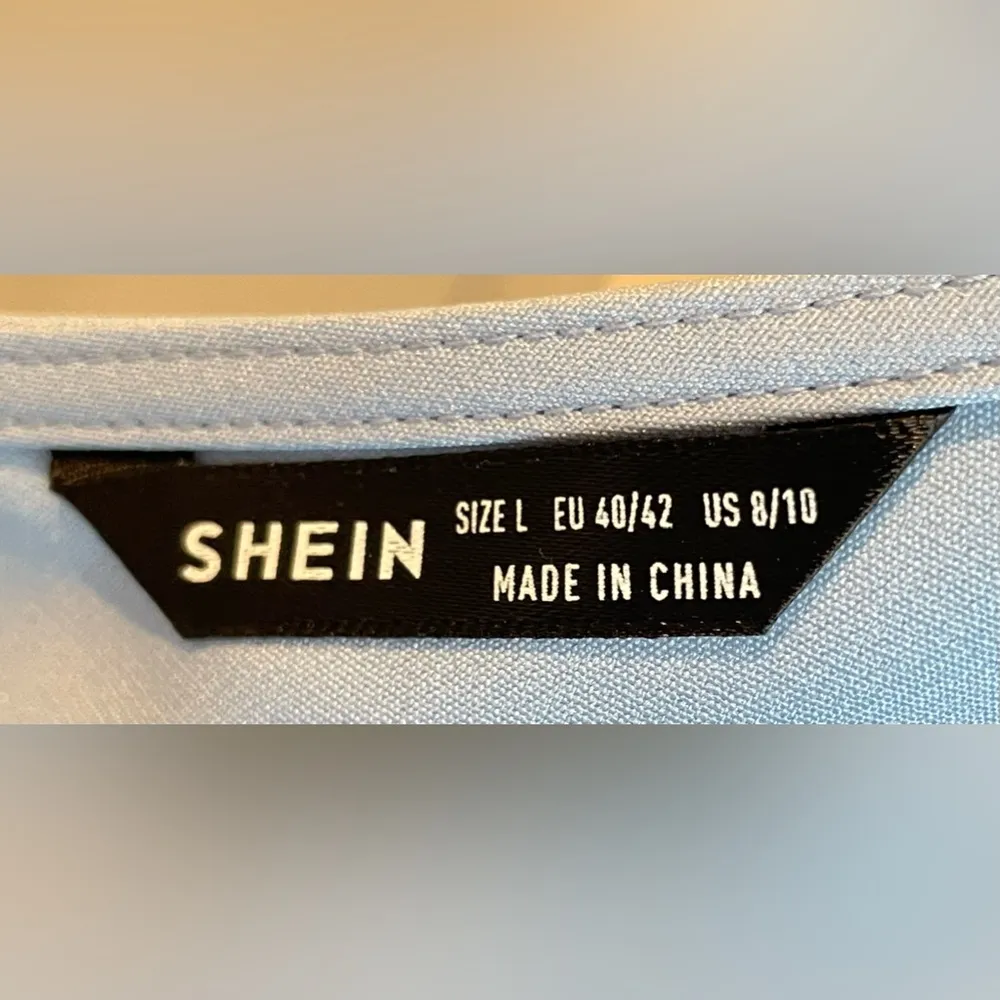 SHEIN
SIZE L EU 40/42 US 8/10
MADE IN CHINA